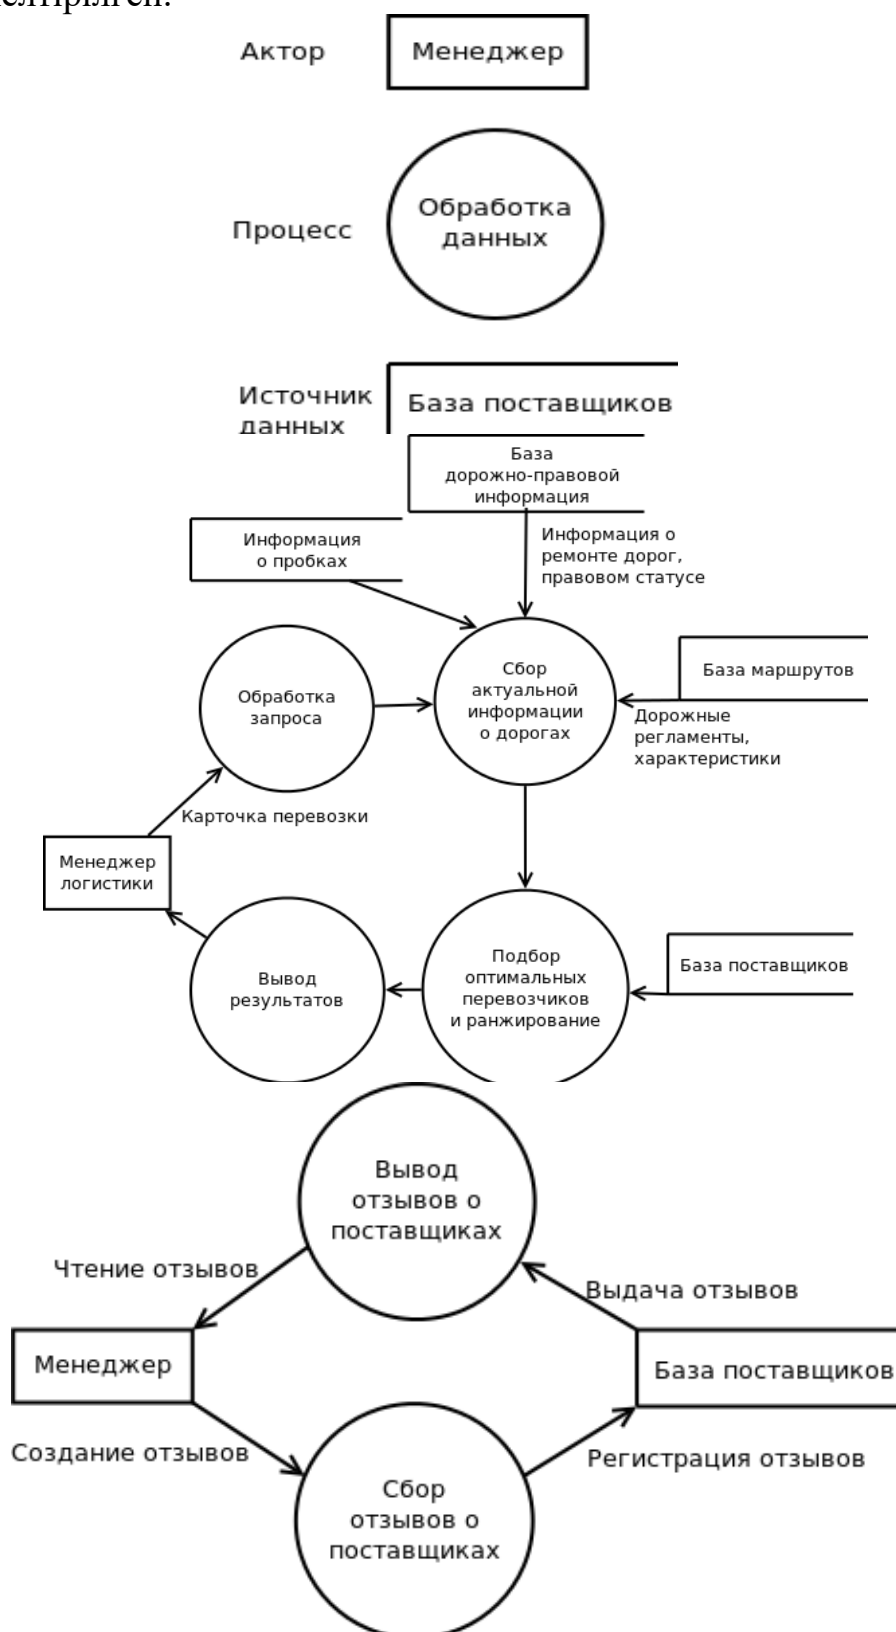 Актор
Менеджер
Процесс
Обработка
данных
Источник
данных
База поставщиков
База
дорожно-правовой
информация
Информация
о пробках
Информация о
ремонте дорог,
правовом статусе
Обработка
запроса
Сбор
актуальной
информации
о дорогах
База маршрутов
Дорожные
регламенты,
характеристики
Карточка перевозки
Менеджер
логистики
Вывод
результатов
Подбор
оптимальных
перевозчиков
и ранжирование
База поставщиков
Вывод
отзывов о
поставщиках
Чтение отзывов
Выдача отзывов
Менеджер
База поставщиков
Создание отзывов
Регистрация отзывов
Сбор
отзывов о
поставщиках